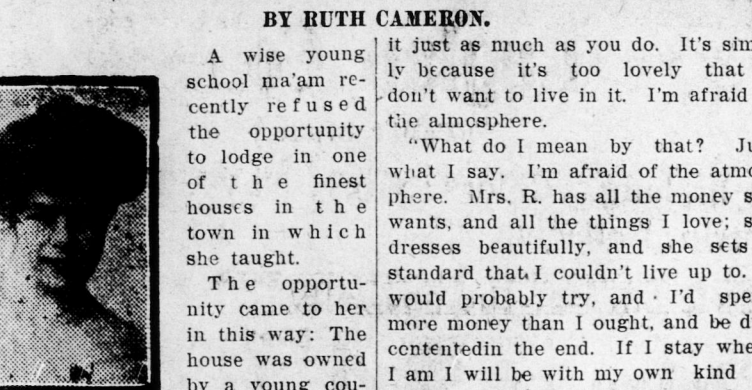 BY RUTH CAMERON.
A wise young
school ma'am re-
cently refused
the opportunity
to lodge in one
of the finest
houses in the
town in which
she taught.
The opportu-
nity came to her
in this way: The
house was owned
by a young cou-
it just as much as you do. It's sim
ly because it's too lovely that
don't want to live in it. I'm afraid
the almcsphere.
"What do I mean by that? Ju
what I say. I'm afraid of the atmo
phere. Mrs. R. has all the money s
wants, and all the things I love; s
dresses beautifully, and she sets
standard that I couldn't live up to.
would probably try, and I'd spe
more money than I ought, and be d
ccntentedin the end. If I stay whe
I am I will be with my own kind